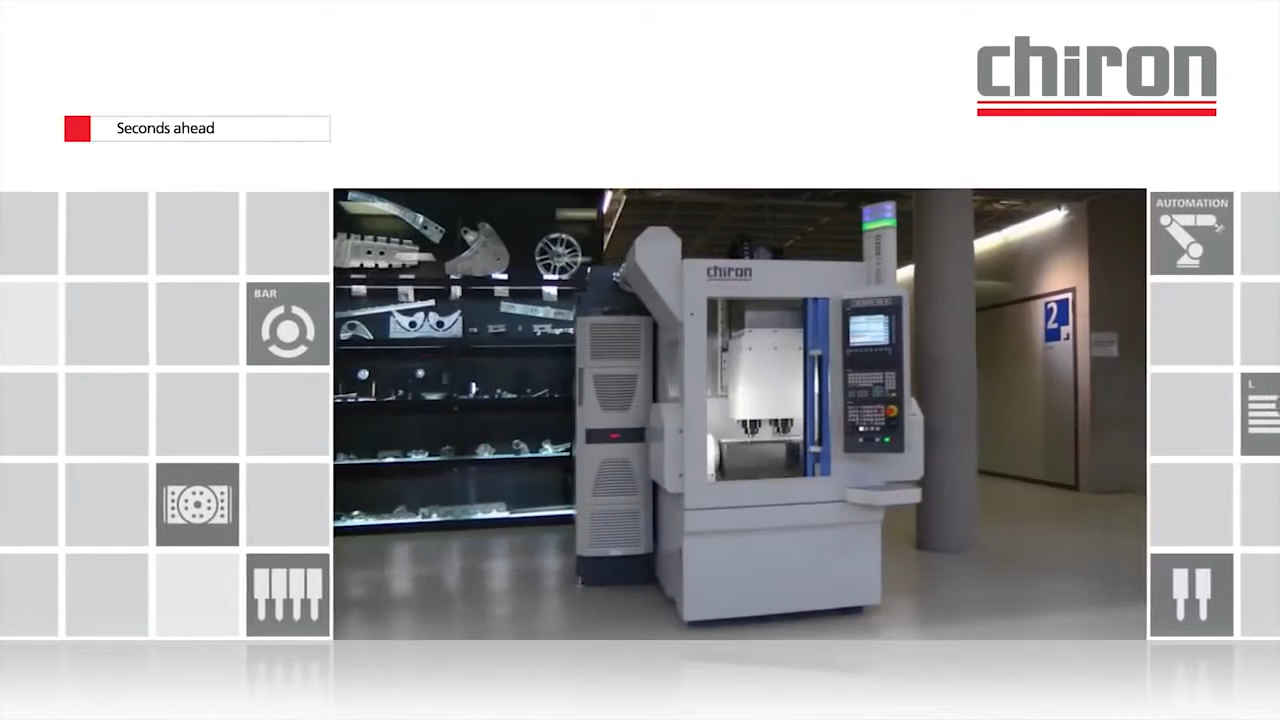 chiron
Seconds ahead
AUTOMATION
BAR
chiron
2
L